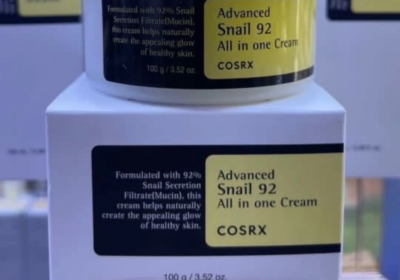 Formulated with 92%
Snail Secretion
Filtrate(Mucin), this
cream helps naturally
create the appealing glow
of healthy skin.
Advanced
Snail 92
All in one Cream
COSRX
100 g / 3.52 oz.
Formulated with 92%
Snail Secretion
Filtrate(Mucin), this
cream helps naturally
create the appealing glow
of healthy skin.
Advanced
Snail 92
All in one Cream
COSRX
100 g / 3.52 oz.